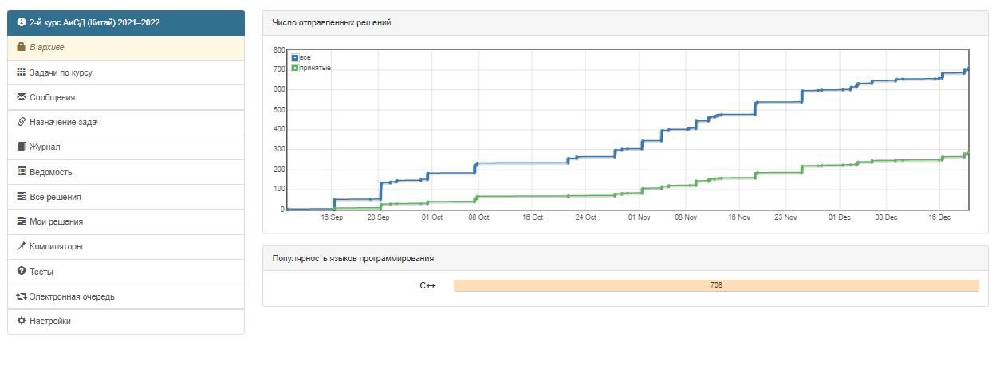 2-й курс АиСД (Китай) 2021–2022
В архиве
Задачи по курсу
Сообщения
Назначение задач
Журнал
Ведомость
Все решения
Мои решения
Компиляторы
Тесты
Электронная очередь
Настройки
Число отправленных решений
все
принятые
800
700
600
500
400
300
200
100
0
16 Sep 23 Sep 01 Oct 08 Oct 16 Oct 24 Oct 01 Nov 08 Nov 16 Nov 23 Nov 01 Dec 08 Dec 16 Dec
Популярность языков программирования
C++ 708